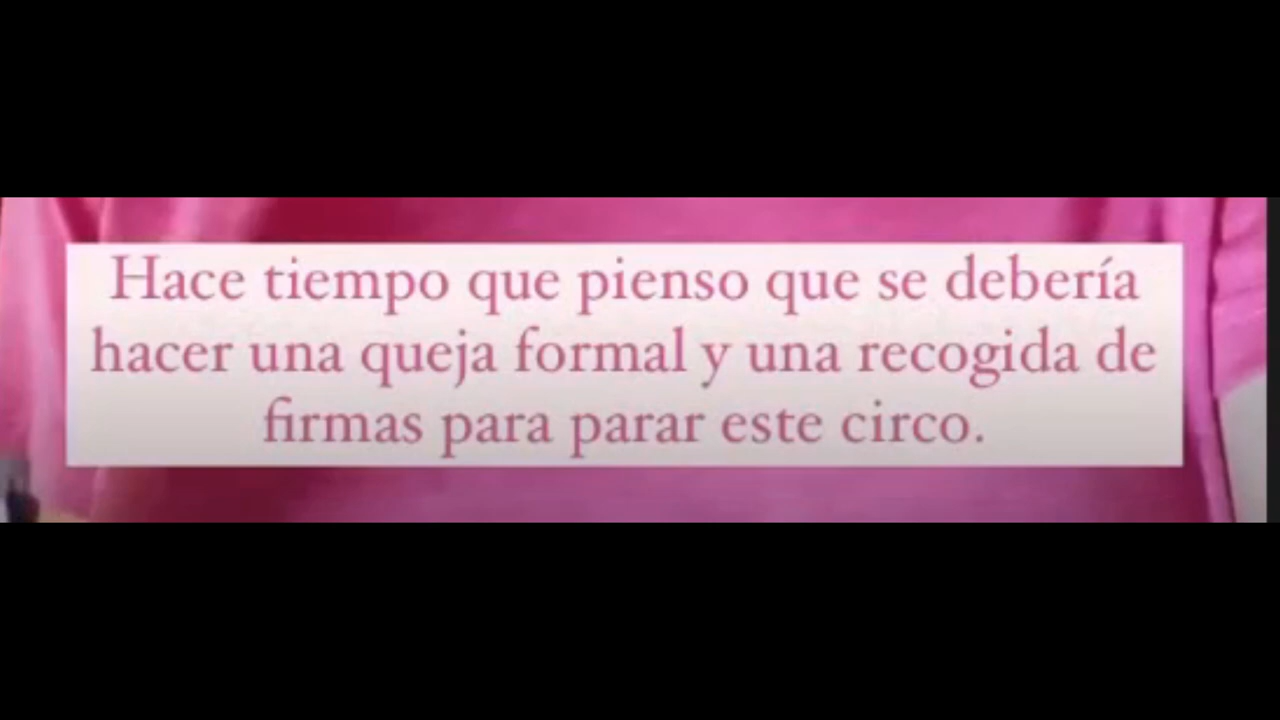 Hace tiempo que pienso que se debería
hacer una queja formal y una recogida de
firmas para parar este circo.